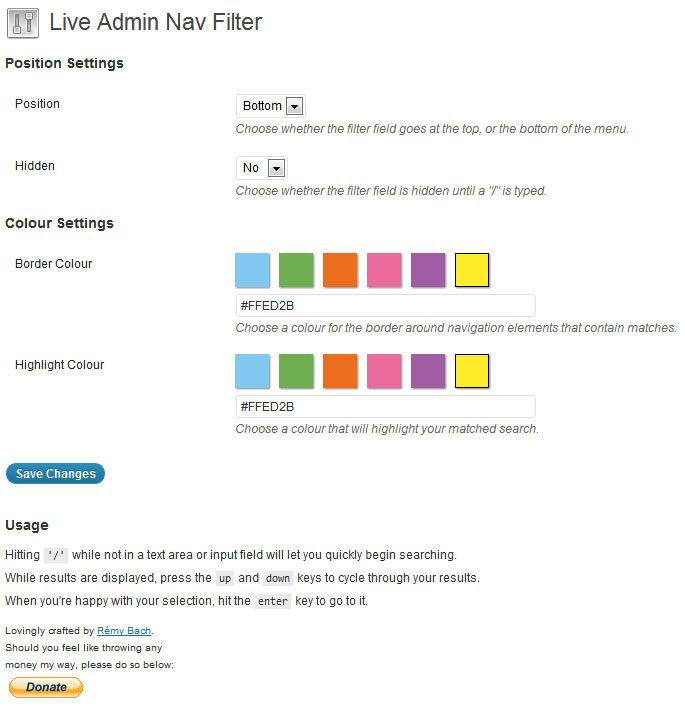 Live Admin Nav Filter
Position Settings
Position
Bottom
Choose whether the filter field goes at the top, or the bottom of the menu.
Hidden
No
Choose whether the filter field is hidden until a "/" is typed.
Colour Settings
Border Colour
#FFED2B
Choose a colour for the border around navigation elements that contain matches.
Highlight Colour
#FFED2B
Choose a colour that will highlight your matched search.
Save Changes
Usage
Hitting '/' while not in a text area or input field will let you quickly begin searching.
While results are displayed, press the up and down keys to cycle through your results.
When you're happy with your selection, hit the enter key to go to it.
Lovingly crafted by Rémy Bach.
Should you feel like throwing any
money my way, please do so below:
Donate